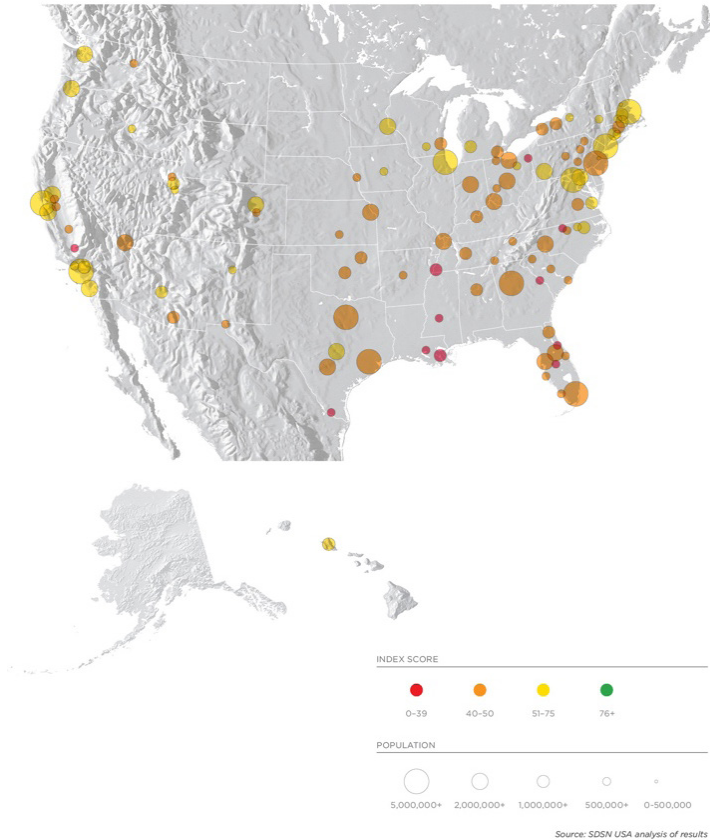 INDEX SCORE
0–39 40–50 51–75 76+
POPULATION
5,000,000+ 2,000,000+ 1,000,000+ 500,000+ 0-500,000
Source: SDSN USA analysis of results